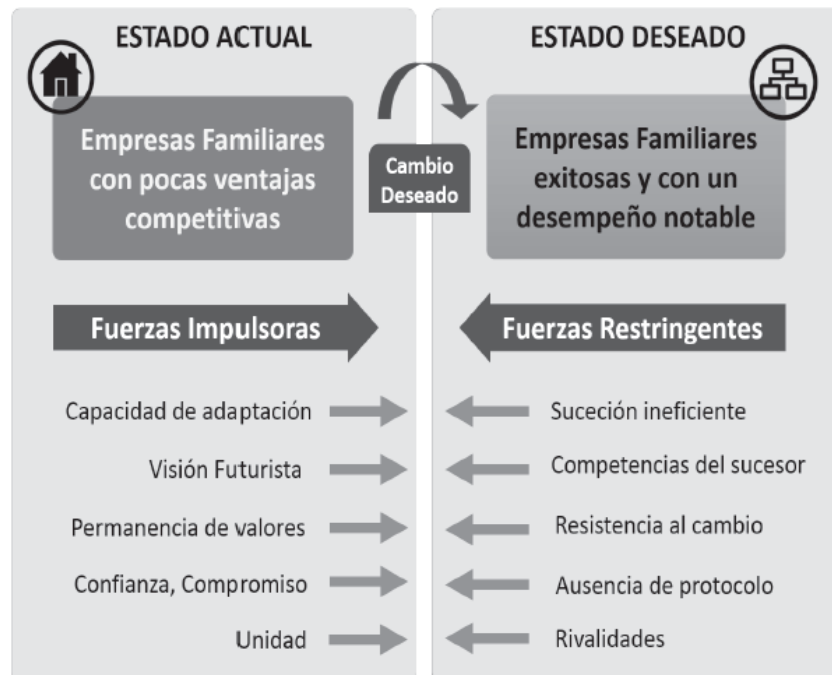 ESTADO ACTUAL
Empresas Familiares
con pocas ventajas
competitivas
Cambio
Deseado
ESTADO DESEADO
Empresas Familiares
exitosas y con un
desempeño notable
Fuerzas Impulsoras
Capacidad de adaptación
Visión Futurista
Permanencia de valores
Confianza, Compromiso
Unidad
Fuerzas Restringentes
Suceción ineficiente
Competencias del sucesor
Resistencia al cambio
Ausencia de protocolo
Rivalidades